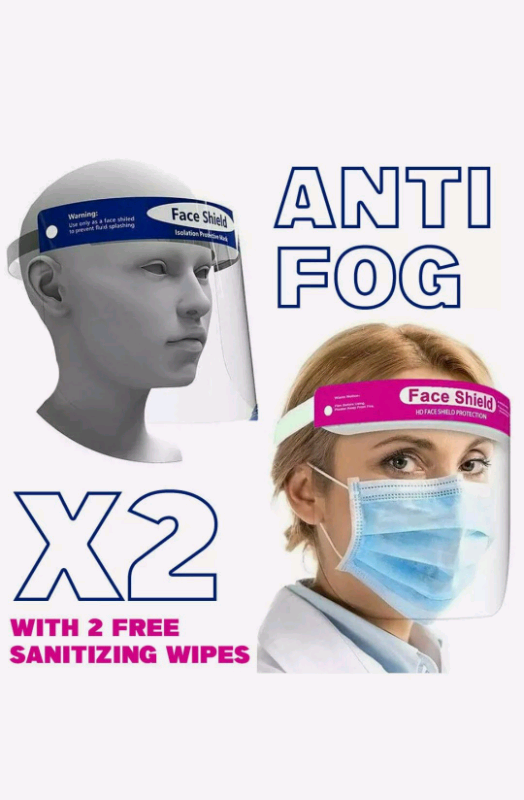 ANTI
FOG
Warning:
Use only as a face shiled
to prevent fluid splashing
Face Shield
Isolation Protective Mask
Face Shield
HD FACE SHIELD PROTECTION
X2
WITH 2 FREE
SANITIZING WIPES